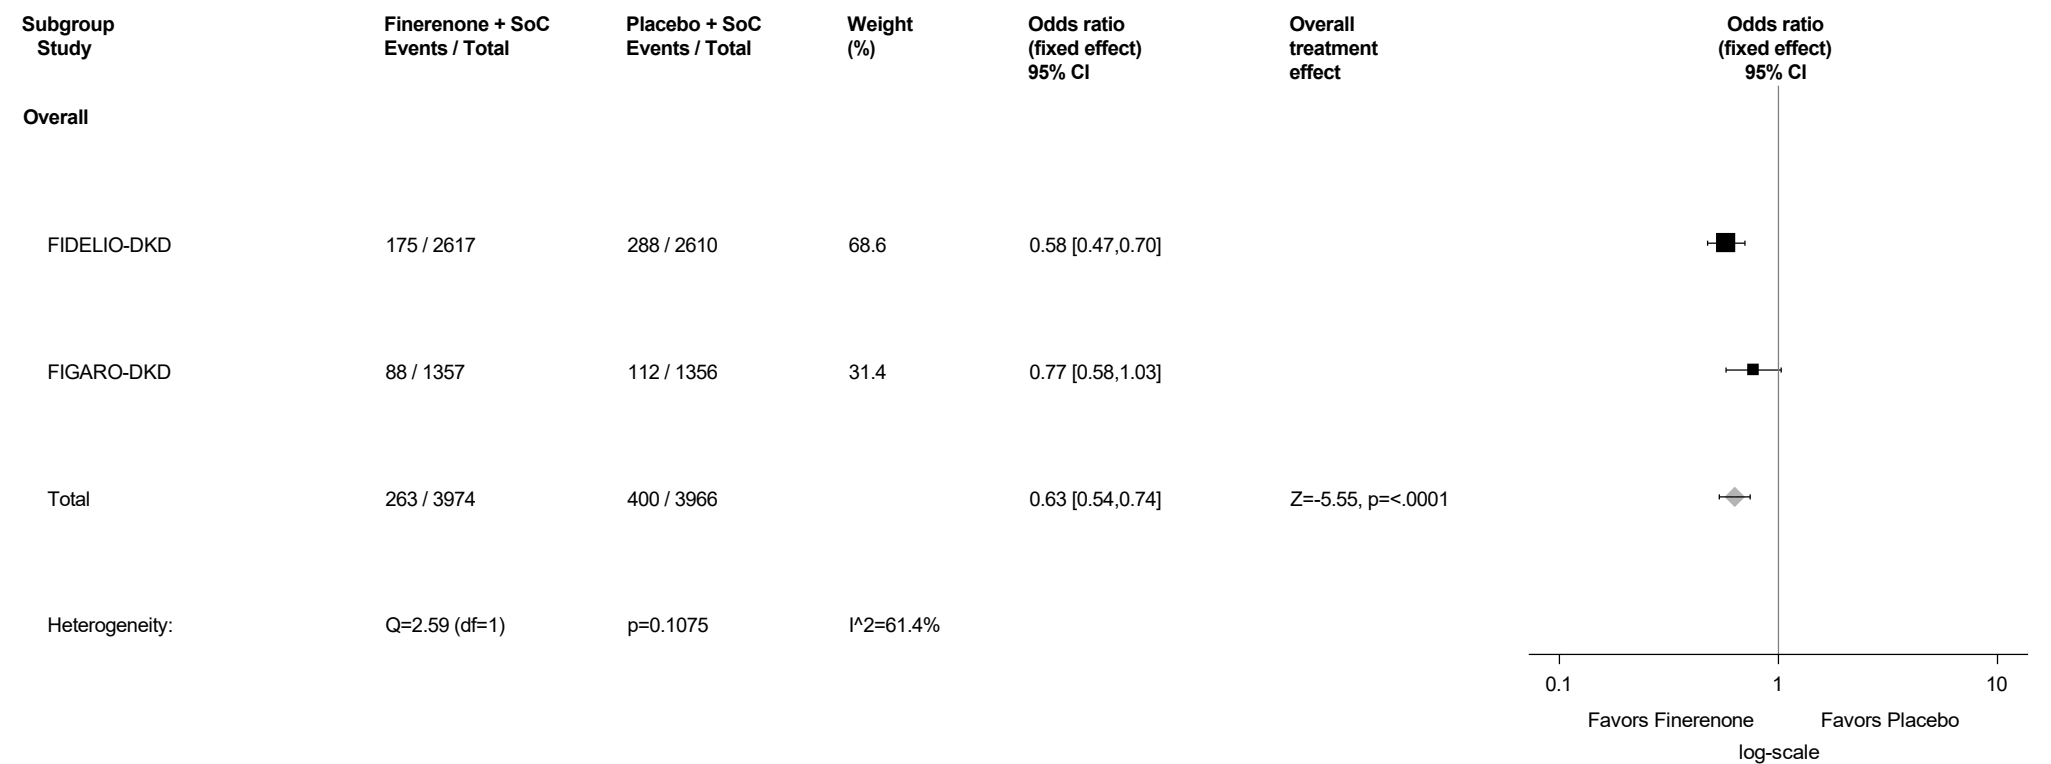 Subgroup Finerenone + SoC Placebo + SoC Weight Odds ratio Overall Odds ratio
Study Events / Total Events / Total (%) (fixed effect) treatment (fixed effect)
95% CI effect 95% CI
Overall
FIDELIO-DKD 175 / 2617 288 / 2610 68.6 0.58 [0.47,0.70]
FIGARO-DKD 88 / 1357 112 / 1356 31.4 0.77 [0.58,1.03]
Total 263 / 3974 400 / 3966 0.63 [0.54,0.74] Z=-5.55, p=<.0001
Heterogeneity: Q=2.59 (df=1) p=0.1075 I^2=61.4%
0.1 1 10
Favors Finerenone Favors Placebo
log-scale